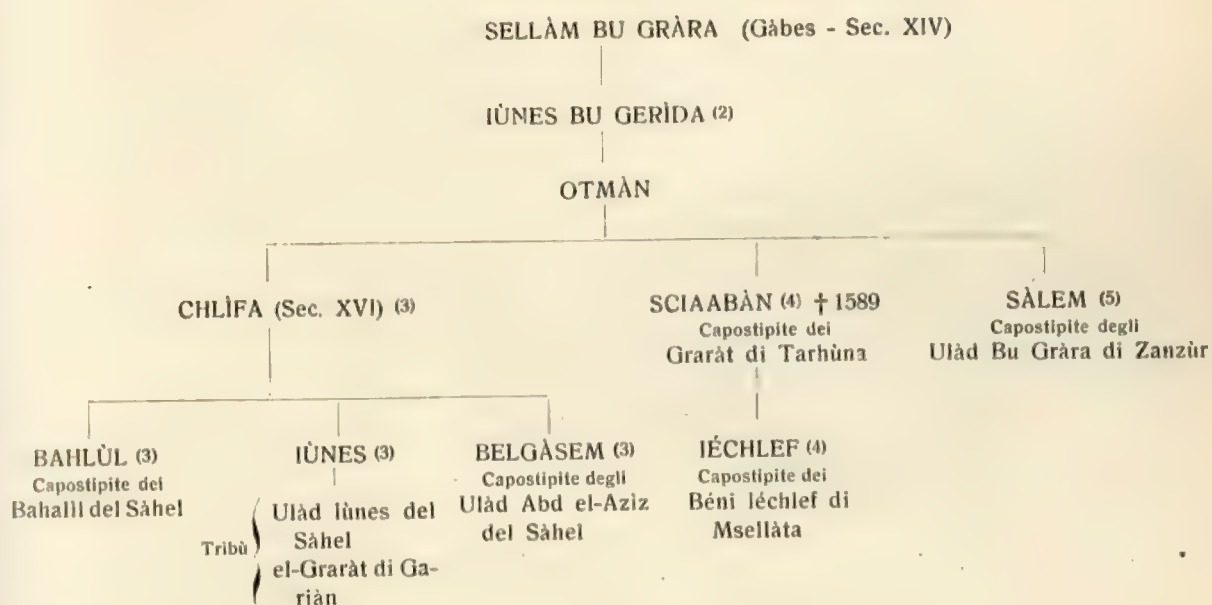 SELLÀM BU GRÀRA (Gàbes - Sec. XIV)
IÙNES BU GERÌDA (2)
OTMÀN
CHLÌFA (Sec. XVI) (3)
SCIAABÀN (4) † 1589
Capostipite dei
Graràt di Tarhùna
SÀLEM (5)
Capostipite degli
Ulàd Bu Gràra di Zanzùr
BAHLÙL (3)
Capostipite dei
Bahalìl del Sàhel
IÙNES (3)
Tribù
Ulàd Iùnes del
Sàhel
el-Graràt di Ga-
riàn
BELGÀSEM (3)
Capostipite degli
Ulàd Abd el-Azìz
del Sàhel
IÉCHLEF (4)
Capostipite dei
Béni Iéchlef di
Msellàta